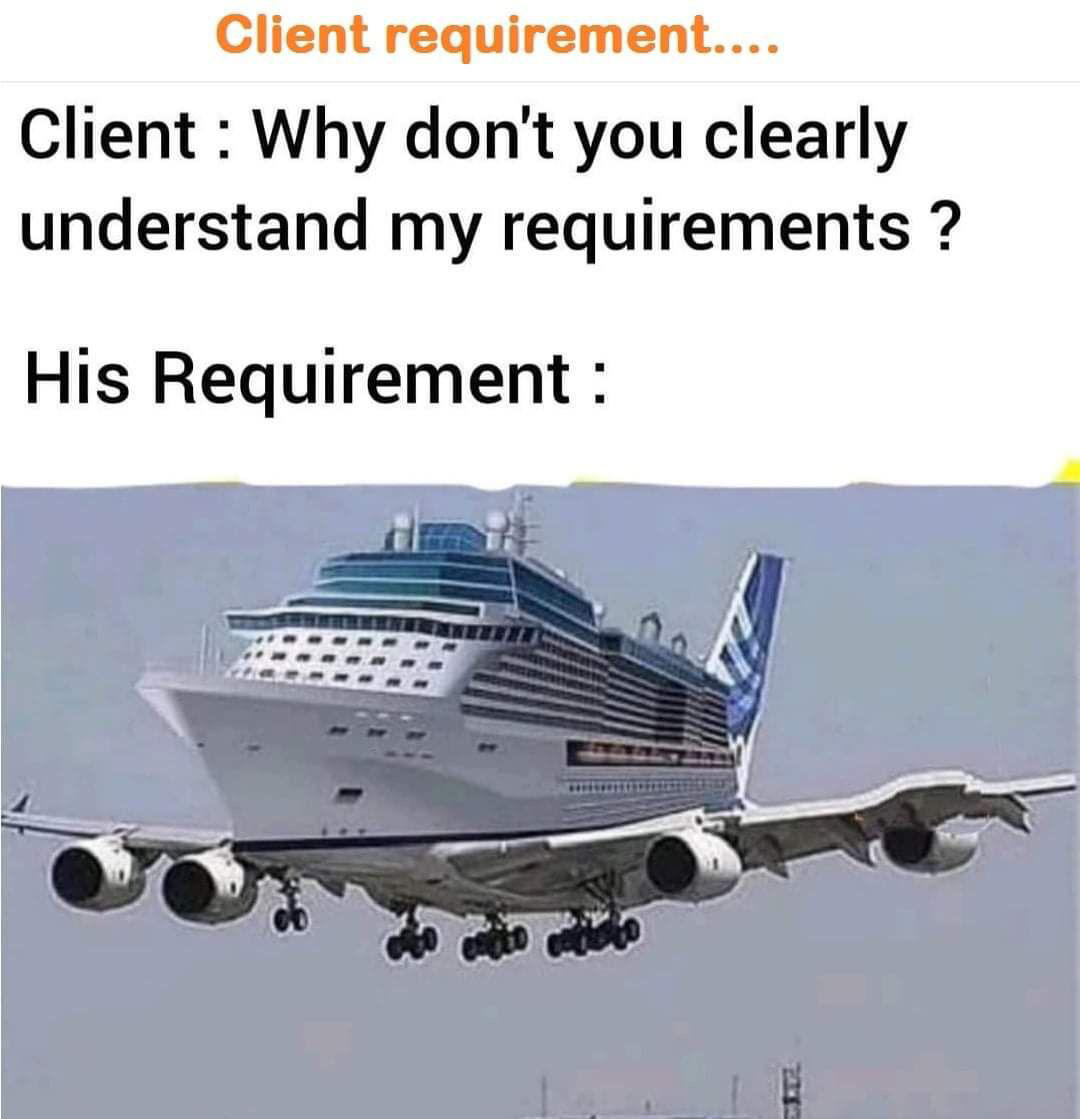 Client requirement....
Client : Why don't you clearly
understand my requirements ?
His Requirement :